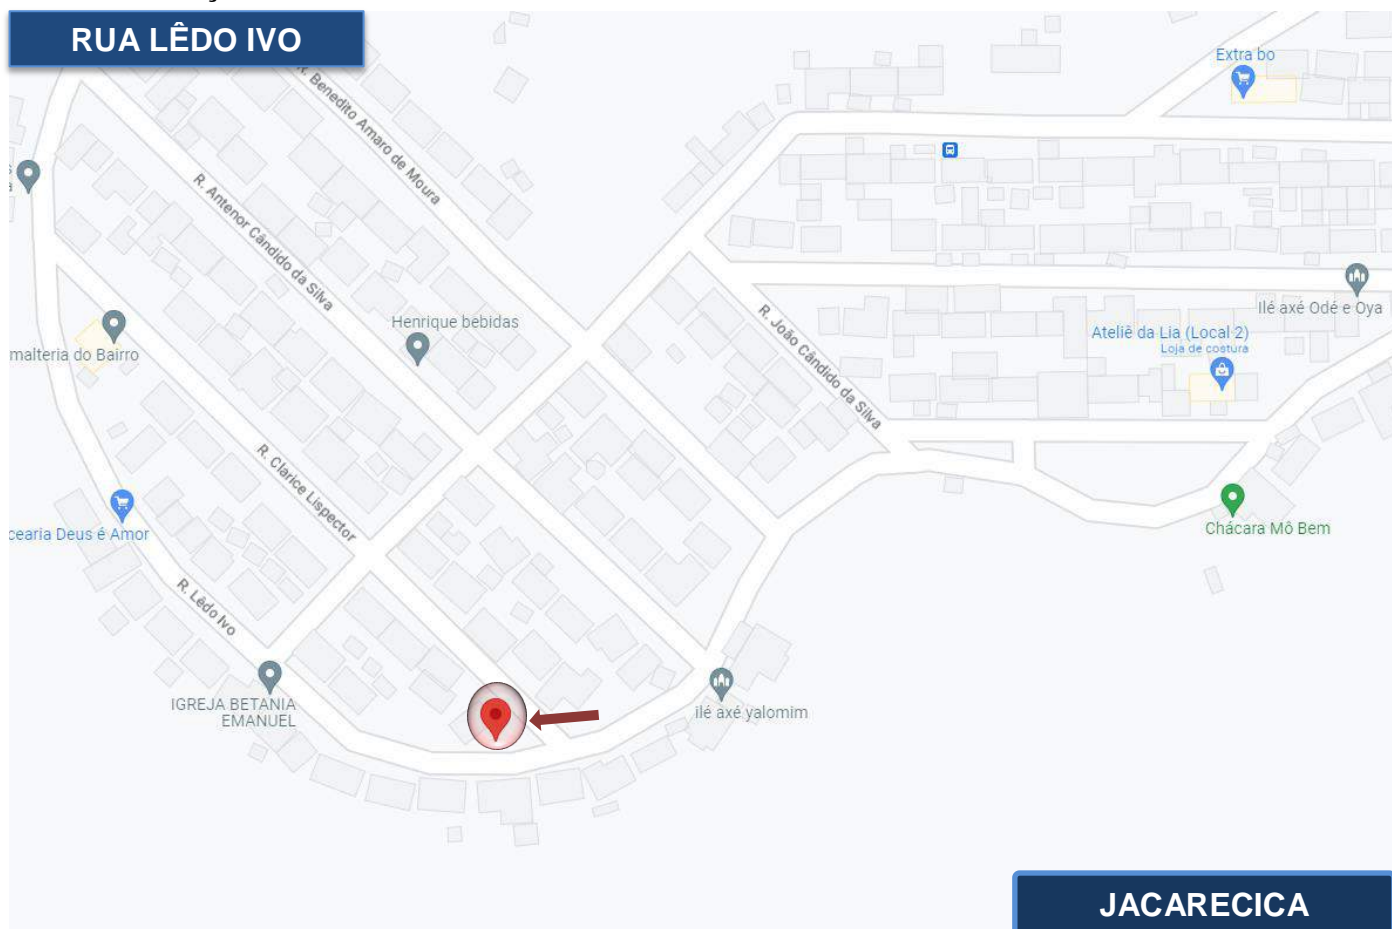 RUA LÊDO IVO
Extra bo
R. Benedito Amaro de Moura
R. Antenor Cândido da Silva
Ilé axé Odé e Oya
Henrique bebidas
R. João Cândido da Silva
Ateliê da Lia (Local 2)
Loja de costura
malteria do Bairro
R. Clarice Lispector
Chácara Mô Bem
cearia Deus é Amor
R. Lêdo Ivo
IGREJA BETANIA
EMANUEL
ilé axé yalomim
JACARECICA